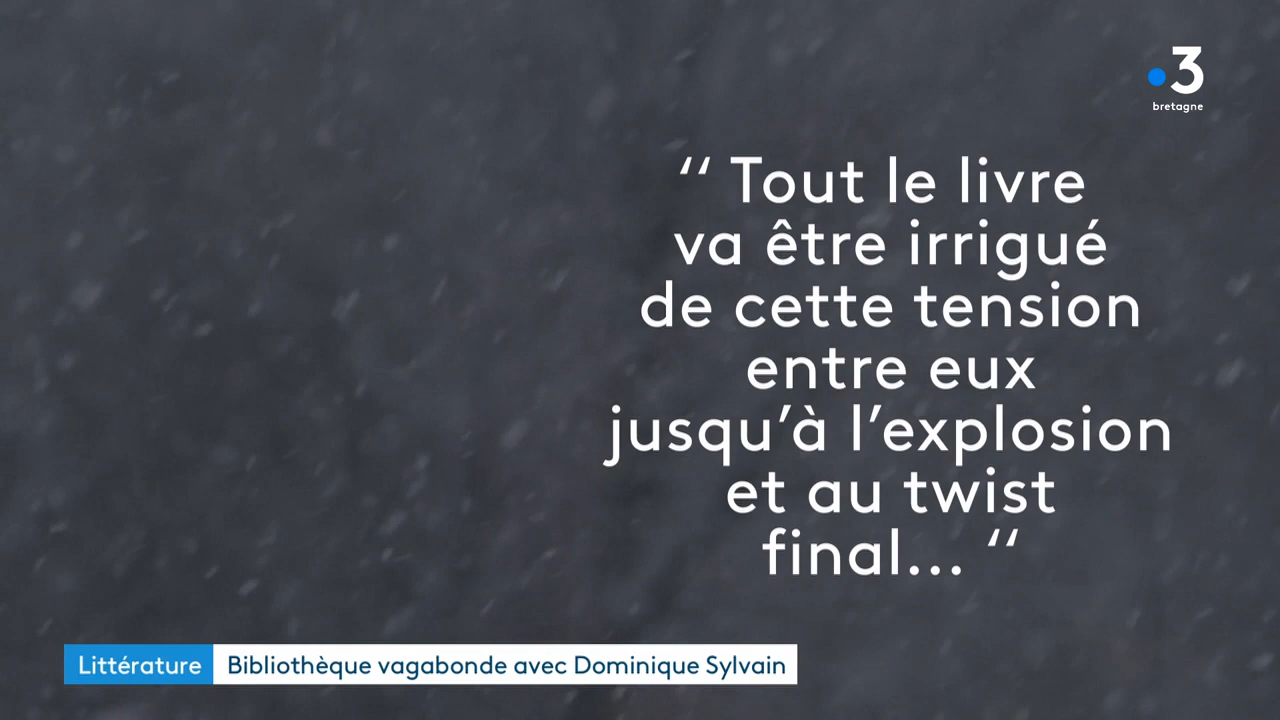 3
bretagne
‘‘ Tout le livre
va être irrigué
de cette tension
entre eux
jusqu’à l’explosion
et au twist
final... ‘‘
Littérature Bibliothèque vagabonde avec Dominique Sylvain